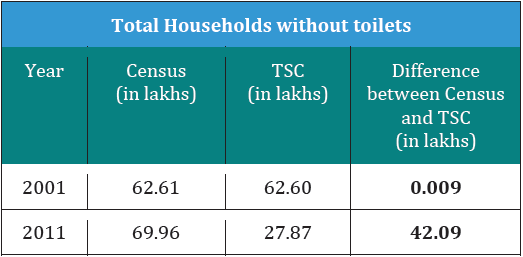 Total Households without toilets
Year Census TSC Difference
(in lakhs) (in lakhs) between Census
and TSC
(in lakhs)
2001 62.61 62.60 0.009
2011 69.96 27.87 42.09